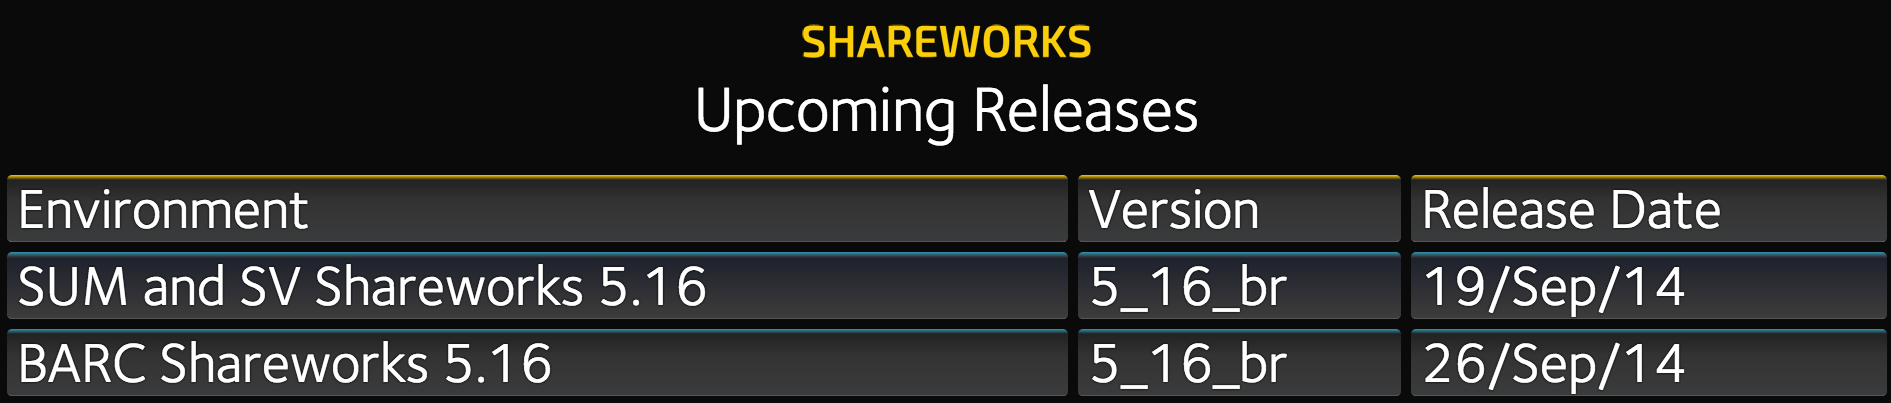 SHAREWORKS
Upcoming Releases
Environment Version Release Date
SUM and SV Shareworks 5.16 5_16_br 19/Sep/14
BARC Shareworks 5.16 5_16_br 26/Sep/14